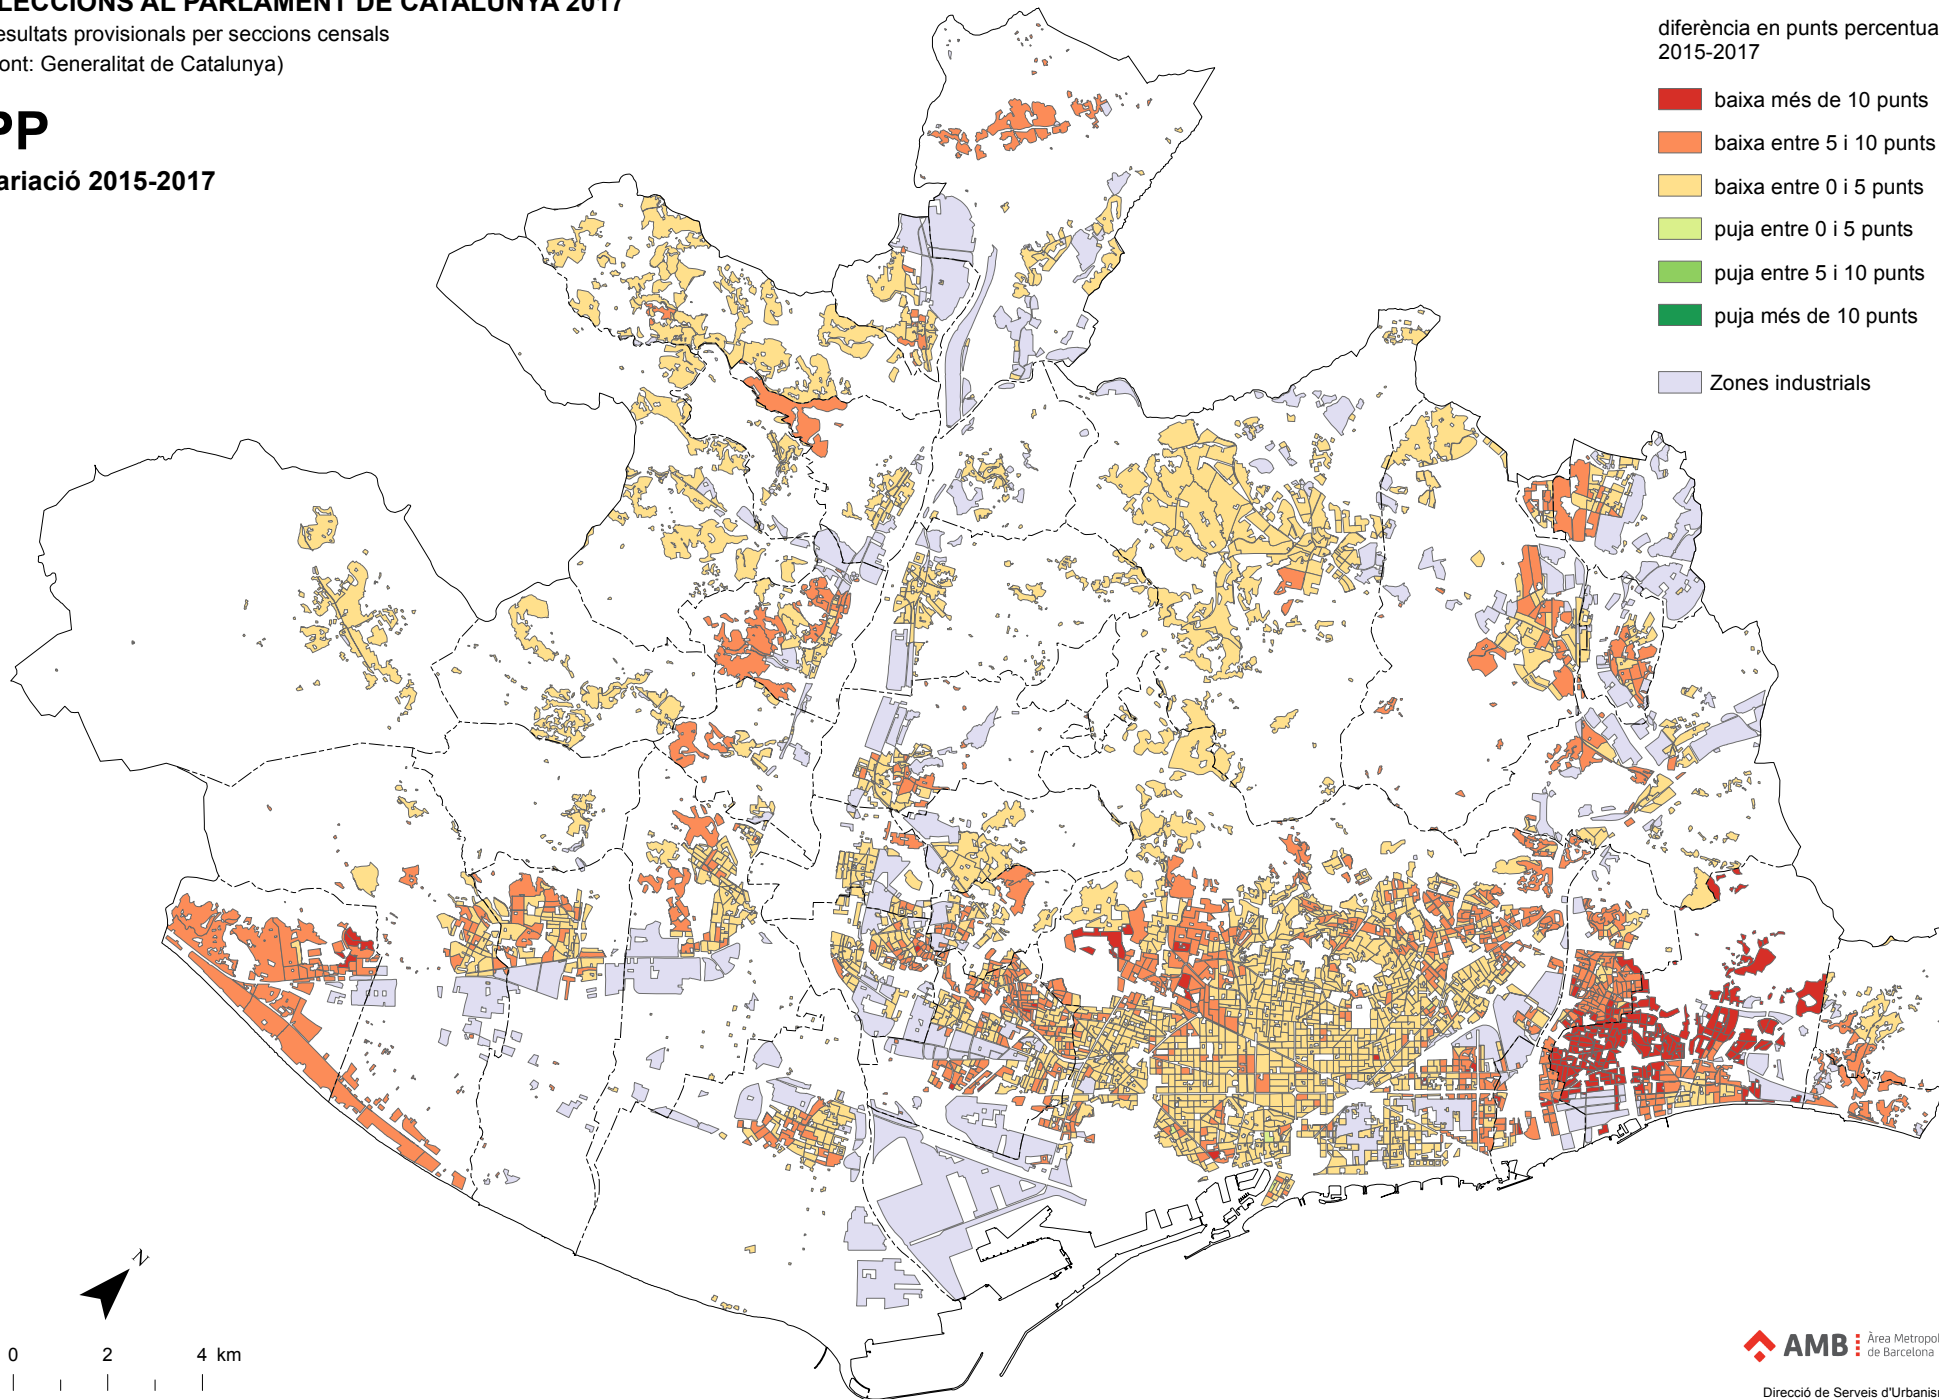 LECCIONS AL PARLAMENT DE CATALUNYA 2017
esultats provisionals per seccions censals
ont: Generalitat de Catalunya)
PP
ariació 2015-2017
diferència en punts percentua
2015-2017
baixa més de 10 punts
baixa entre 5 i 10 punts
baixa entre 0 i 5 punts
puja entre 0 i 5 punts
puja entre 5 i 10 punts
puja més de 10 punts
Zones industrials
N
0 2 4 km
AMB Àrea Metropol
de Barcelona
Direcció de Serveis d'Urbanis